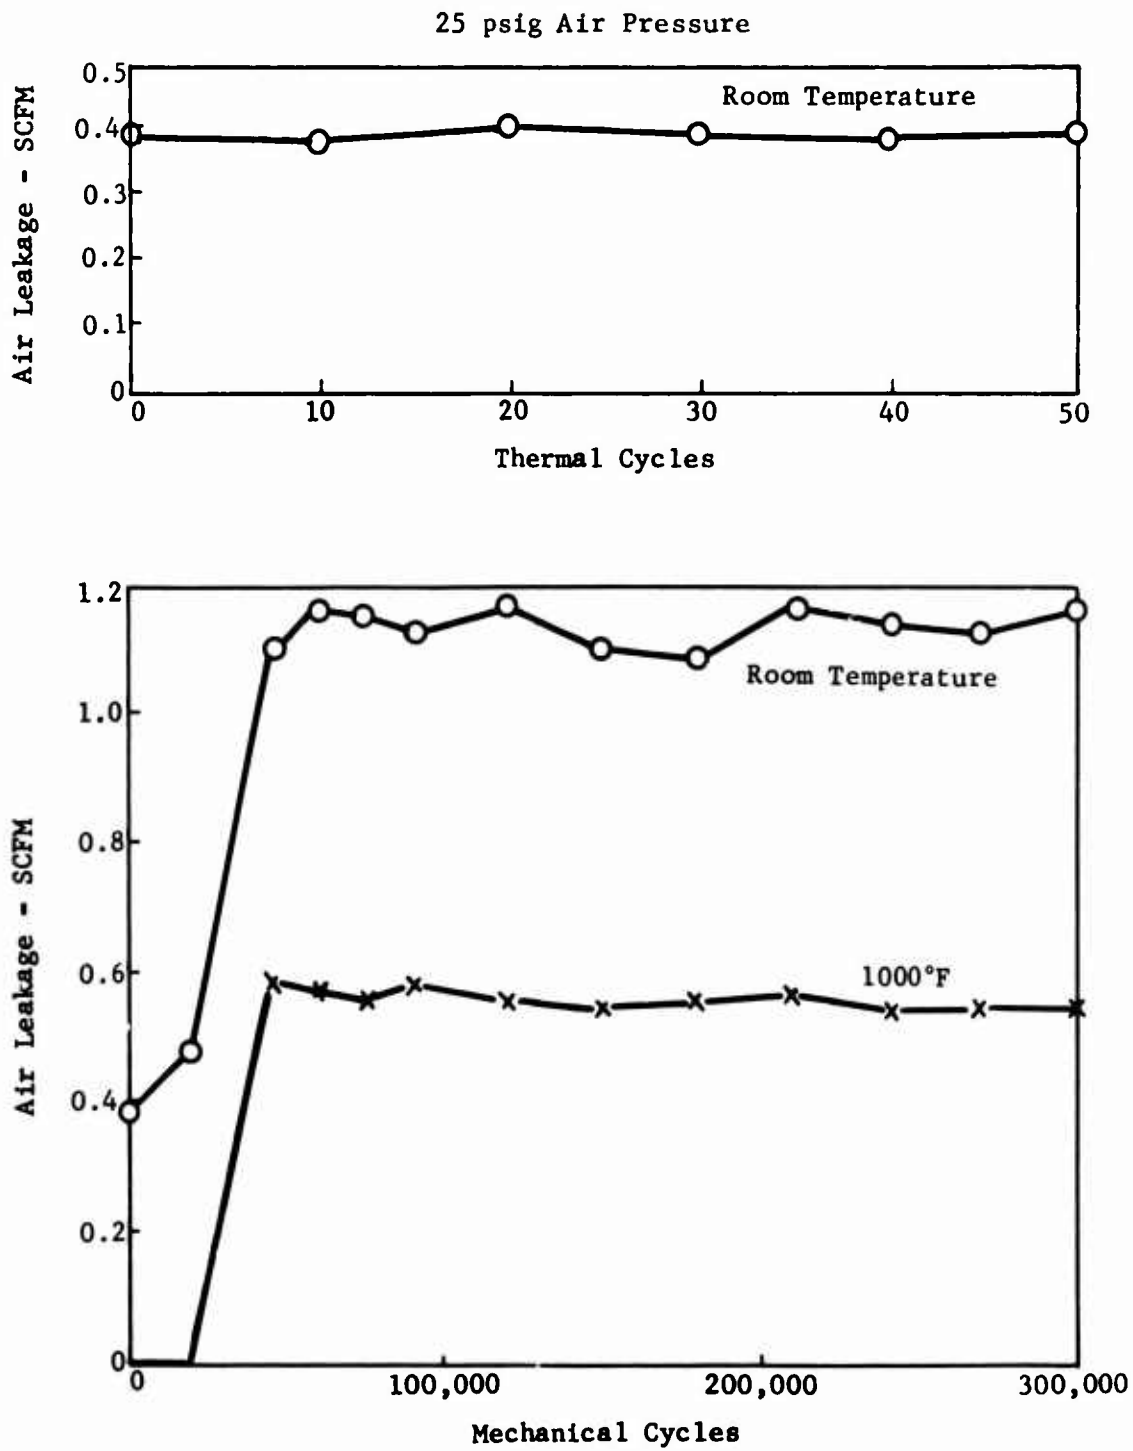 25 psig Air Pressure
Air Leakage - SCFM
0.5
0.4
0.3
0.2
0.1
0
Room Temperature
0 10 20 30 40 50
Thermal Cycles
Air Leakage - SCFM
1.2
1.0
0.8
0.6
0.4
0.2
0
Room Temperature
1000°F
0 100,000 200,000 300,000
Mechanical Cycles